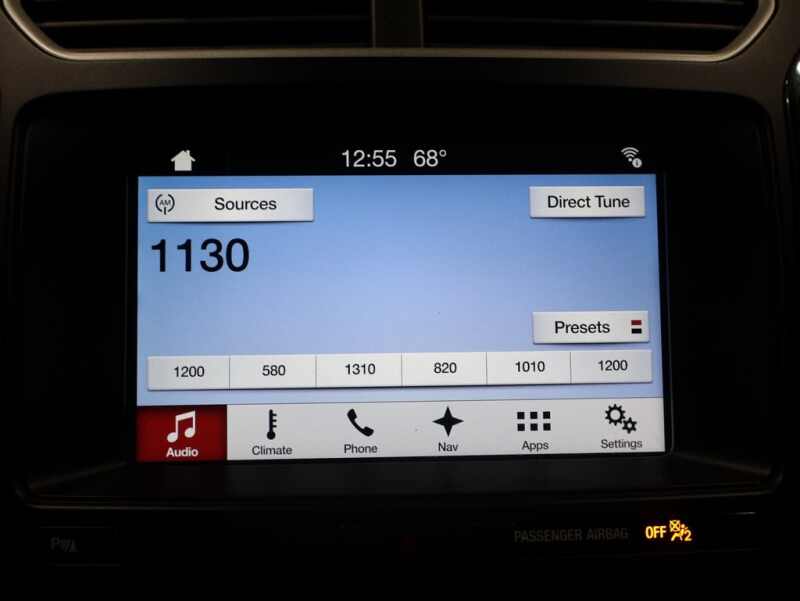 12:55 68°
AM Sources Direct Tune
1130
Presets
1200 580 1310 820 1010 1200
Audio Climate Phone Nav Apps Settings
PASSENGER AIRBAG OFF 2
P